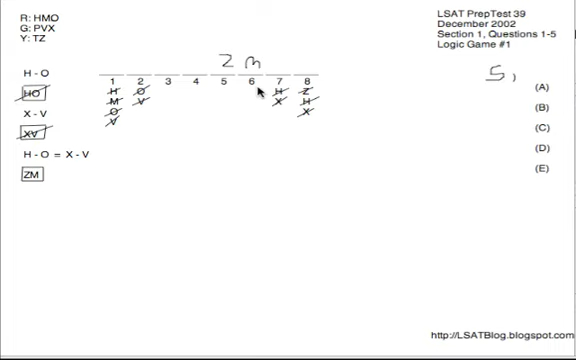 R: HMO
G: PVX
Y: TZ
LSAT PrepTest 39
December 2002
Section 1, Questions 1-5
Logic Game #1
H - O
HO
X - V
XV
H - O = X - V
ZM
Z M
1 2 3 4 5 6 7 8
H O H Z
M V X H
O X
V
5,
(A)
(B)
(C)
(D)
(E)
http://LSATBlog.blogspot.com